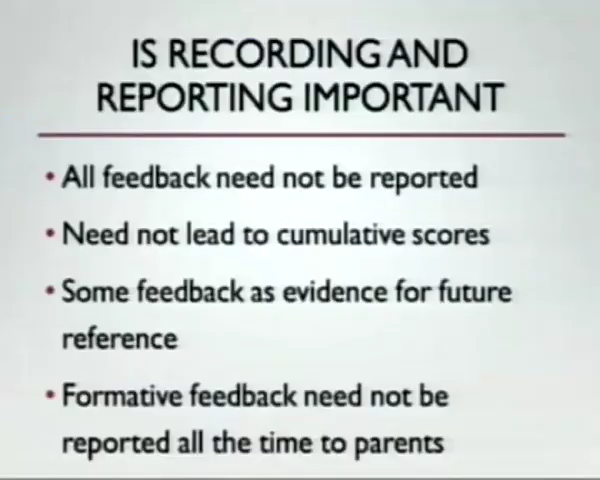 IS RECORDING AND
REPORTING IMPORTANT
• All feedback need not be reported
• Need not lead to cumulative scores
• Some feedback as evidence for future
reference
• Formative feedback need not be
reported all the time to parents